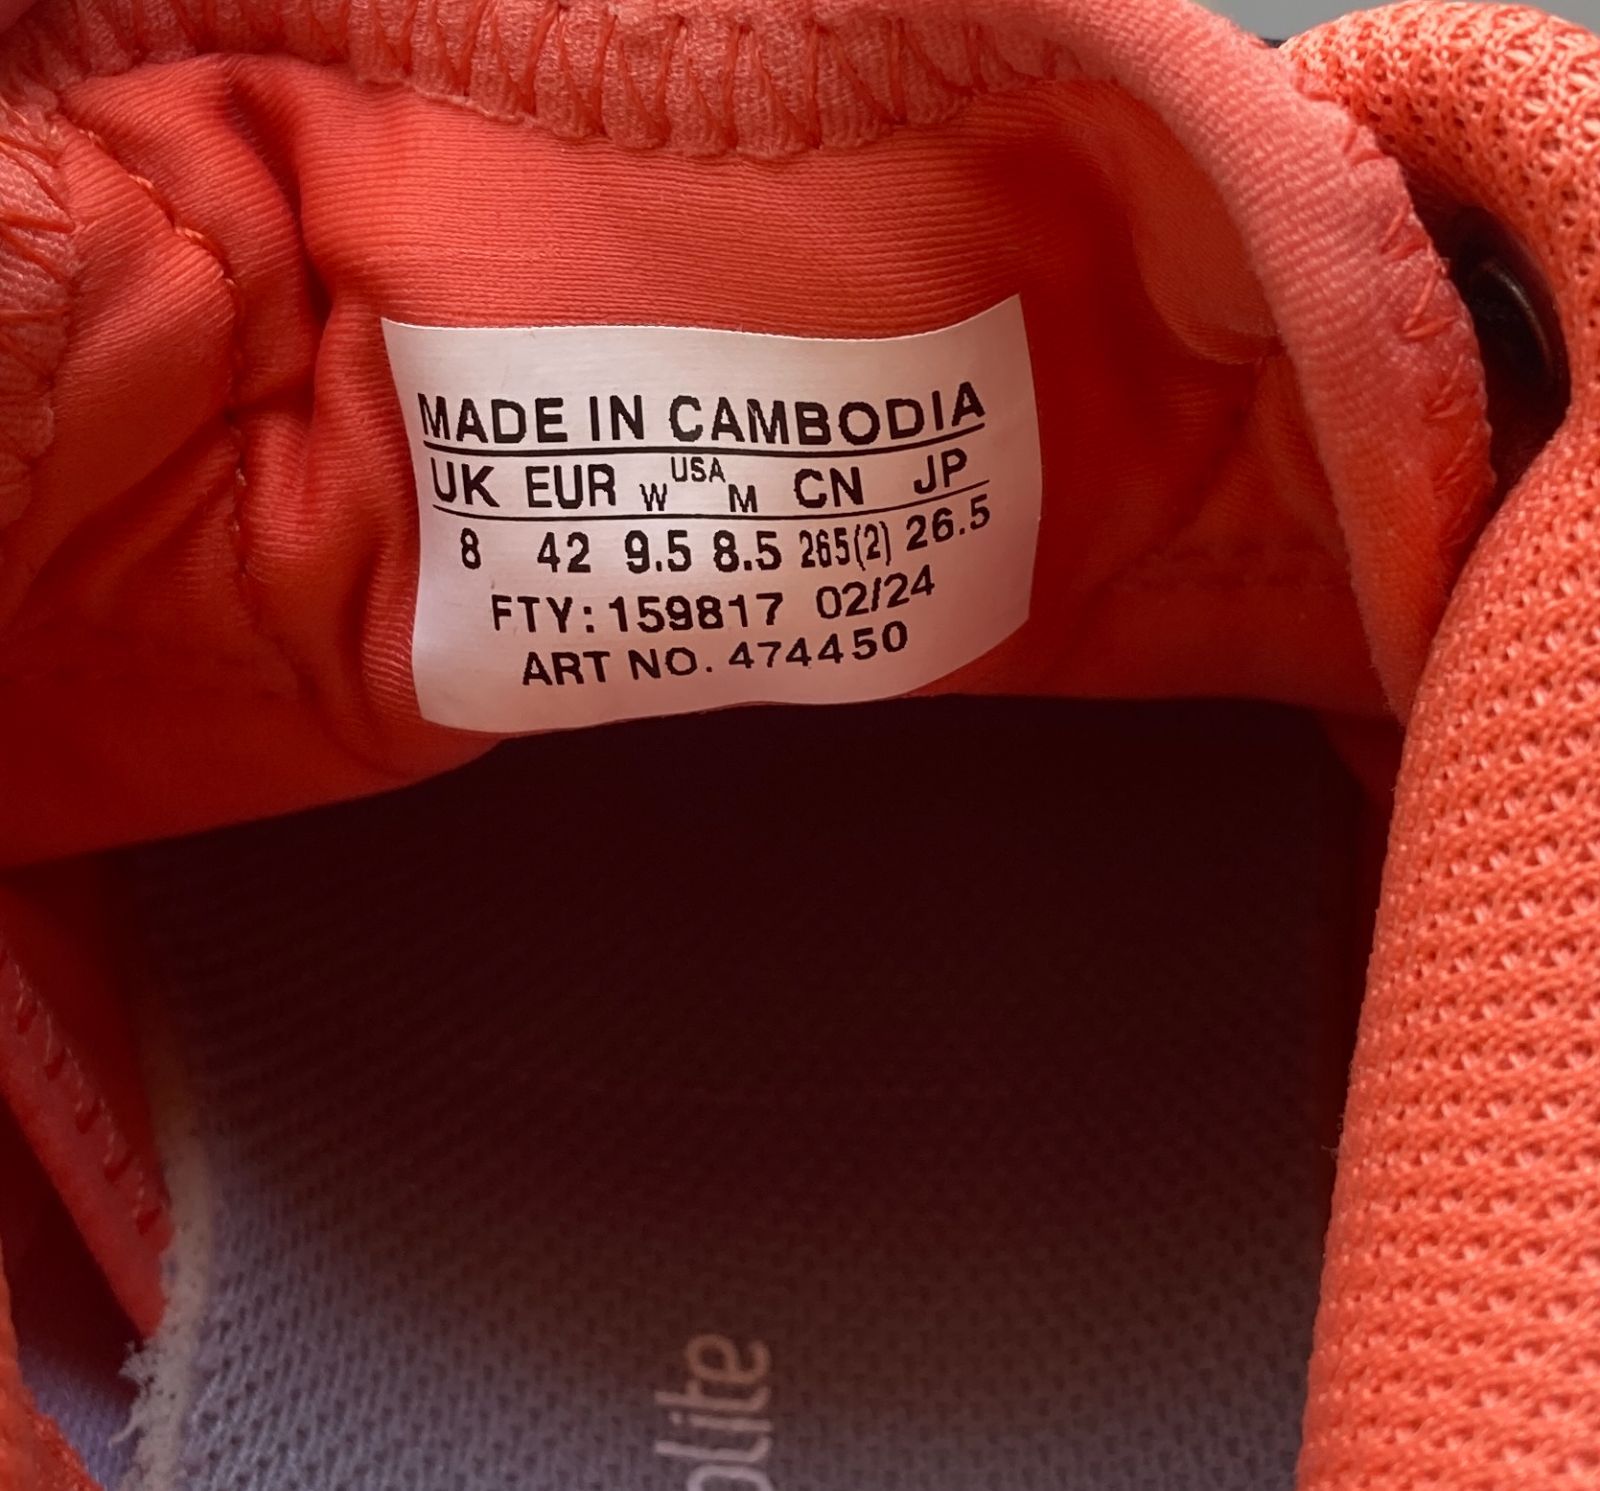 MADE IN CAMBODIA
UK EUR W USA M CN JP
8 42 9.5 8.5 265(2) 26.5
FTY: 159817 02/24
ART NO. 474450
olite